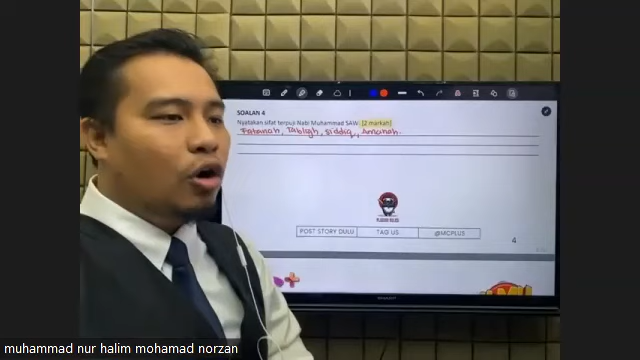 SOALAN 4
Nyatakan sifat terpuji Nabi Muhammad SAW. [2 markah]
Fatanah, Tabligh, siddiq, Amanah.
POST STORY DULU TAG US @MCPLUS
4
muhammad nur halim mohamad norzan